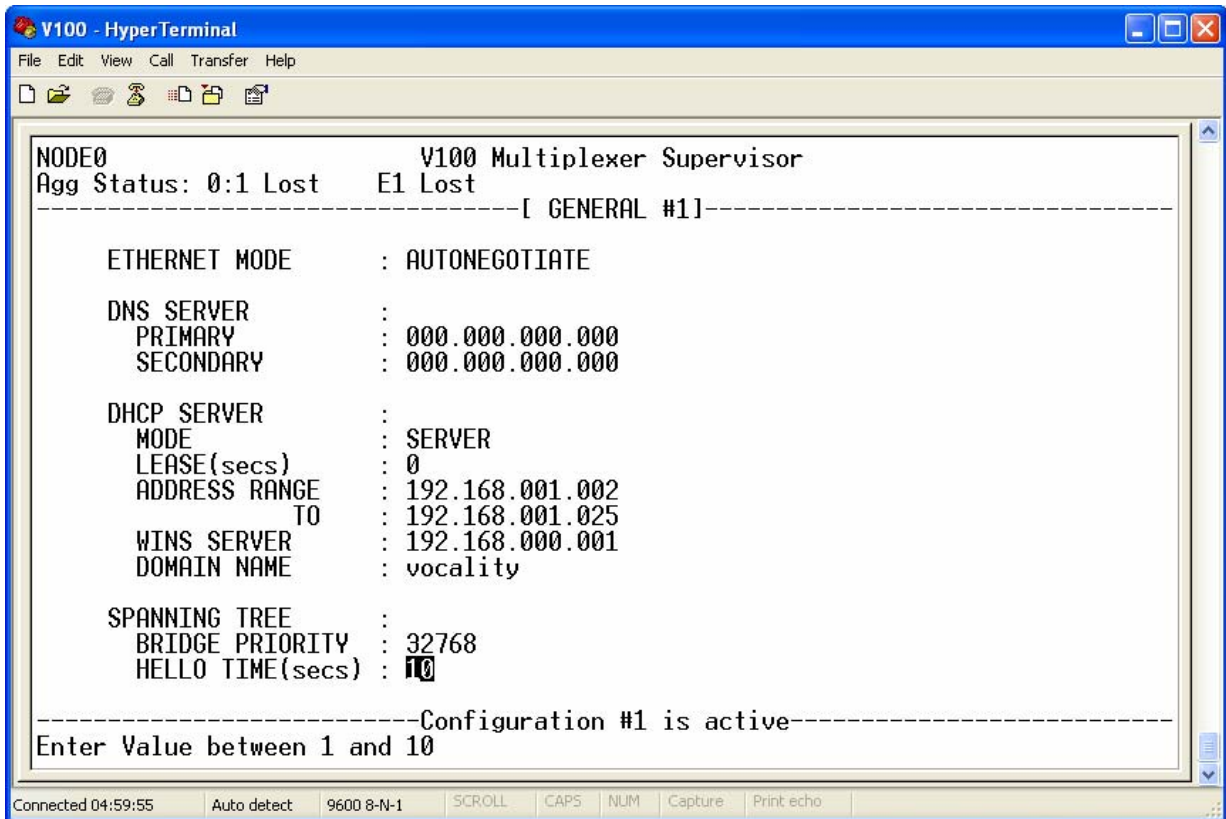 V100 - HyperTerminal
File Edit View Call Transfer Help
NODE0 V100 Multiplexer Supervisor
Agg Status: 0:1 Lost E1 Lost
----------------------------------[ GENERAL #1]---------------------------------
ETHERNET MODE : AUTONEGOTIATE
DNS SERVER :
PRIMARY : 000.000.000.000
SECONDARY : 000.000.000.000
DHCP SERVER :
MODE : SERVER
LEASE(secs) : 0
ADDRESS RANGE : 192.168.001.002
TO : 192.168.001.025
WINS SERVER : 192.168.000.001
DOMAIN NAME : vocality
SPANNING TREE :
BRIDGE PRIORITY : 32768
HELLO TIME(secs) : 10
---------------------------Configuration #1 is active---------------------------
Enter Value between 1 and 10
Connected 04:59:55 Auto detect 9600 8-N-1 SCROLL CAPS NUM Capture Print echo